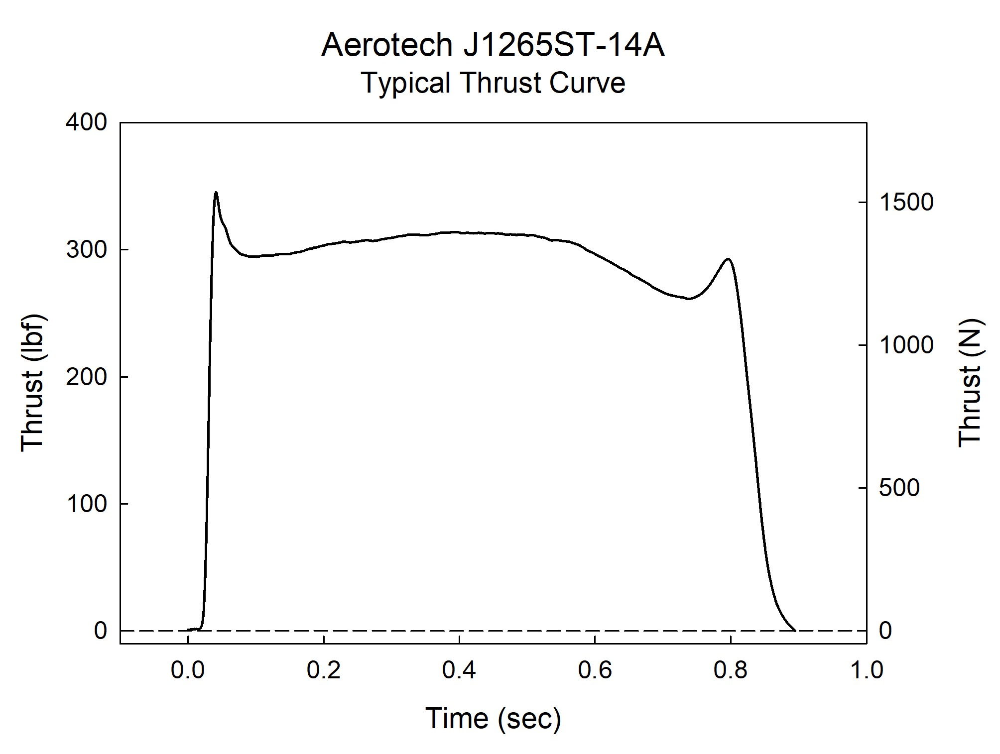 Aerotech J1265ST-14A
Typical Thrust Curve
400
300
200
100
0
Thrust (lbf)
1500
1000
500
0
Thrust (N)
0.0 0.2 0.4 0.6 0.8 1.0
Time (sec)